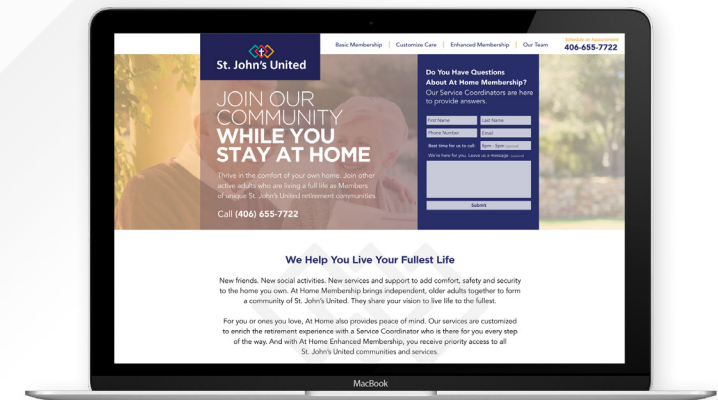 St. John's United
Basic Membership | Customize Care | Enhanced Membership | Our Team
Schedule an Appointment
406-655-7722
JOIN OUR
COMMUNITY
WHILE YOU
STAY AT HOME
Thrive in the comfort of your own home. Join other
active adults who are living a full life as Members
of unique St. John's United retirement communities
Call (406) 655-7722
Do You Have Questions
About At Home Membership?
Our Service Coordinators are here
to provide answers.
First Name
Last Name
Phone Number
Email
Best time for us to call:
5am - 5pm (optional)
We're here for you. Leave us a message. (optional)
Submit
We Help You Live Your Fullest Life
New friends. New social activities. New services and support to add comfort, safety and security
to the home you own. At Home Membership brings independent, older adults together to form
a community of St. John's United. They share your vision to live life to the fullest.
For you or ones you love, At Home also provides peace of mind. Our services are customized
to enrich the retirement experience with a Service Coordinator who is there for you every step
of the way. And with At Home Enhanced Membership, you receive priority access to all
St. John's United communities and services.
MacBook